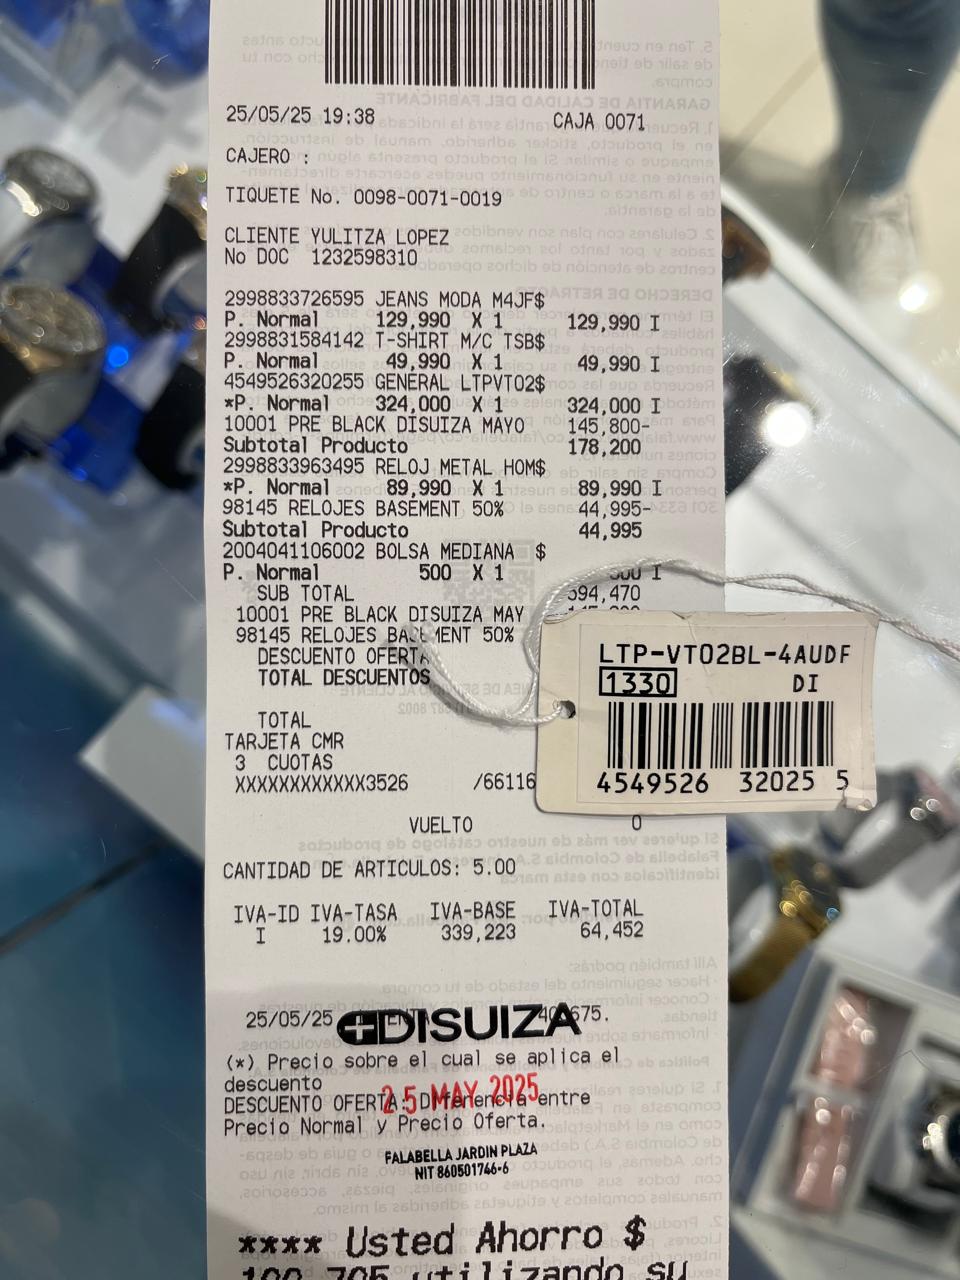 25/05/25 19:38 CAJA 0071
CAJERO :
TIQUETE No. 0098-0071-0019
CLIENTE YULITZA LOPEZ
No DOC 1232598310
2998833726595 JEANS MODA M4JF$
P. Normal 129,990 X 1 129,990 I
2998831584142 T-SHIRT M/C TSB$
P. Normal 49,990 X 1 49,990 I
4549526320255 GENERAL LTPVT02$
*P. Normal 324,000 X 1 324,000 I
10001 PRE BLACK DISUIZA MAYO 145,800-
Subtotal Producto 178,200
2998833963495 RELOJ METAL HOM$
*P. Normal 89,990 X 1 89,990 I
98145 RELOJES BASEMENT 50% 44,995-
Subtotal Producto 44,995
2004041106002 BOLSA MEDIANA $
P. Normal 500 X 1 500 I
SUB TOTAL 594,470
10001 PRE BLACK DISUIZA MAY
98145 RELOJES BASEMENT 50%
DESCUENTO OFERTA
TOTAL DESCUENTOS
LTP-VT02BL-4AUDF
1330 DI
4549526 32025 5
TOTAL
TARJETA CMR
3 CUOTAS
XXXXXXXXXXXX3526 /66116
VUELTO 0
CANTIDAD DE ARTICULOS: 5.00
IVA-ID IVA-TASA IVA-BASE IVA-TOTAL
I 19.00% 339,223 64,452
25/05/25
DISUIZA
(*) Precio sobre el cual se aplica el
descuento
25 MAY 2025
DESCUENTO OFERTA: Diferencia entre
Precio Normal y Precio Oferta.
FALABELLA JARDIN PLAZA
NIT 860501746-6
**** Usted Ahorro $
utilizando su